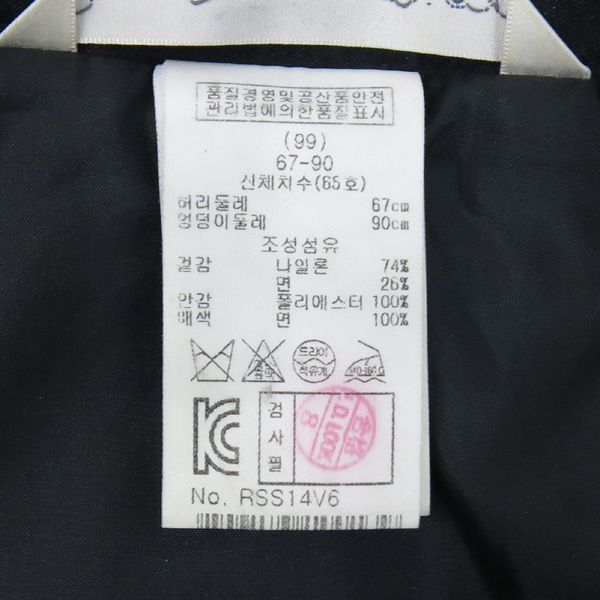 품질경영및공산품안전
관리법에의한품질표시
(99)
67-90
신체치수(65호)
허리둘레 67cm
엉덩이둘레 90cm
조성섬유
겉감 나일론 74%
면 26%
안감 폴리에스터 100%
배색 면 100%
드라이
석유계
검사필
No. RSS14V6